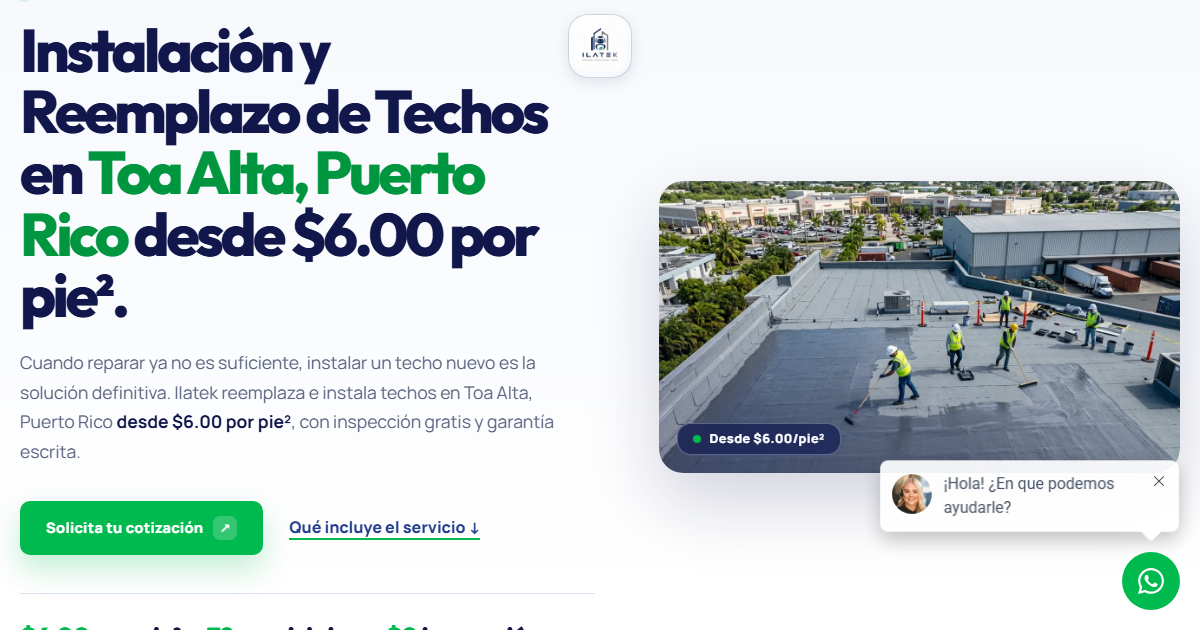 Instalación y
Reemplazo de Techos
en Toa Alta, Puerto
Rico desde $6.00 por
pie².
Cuando reparar ya no es suficiente, instalar un techo nuevo es la
solución definitiva. Ilatek reemplaza e instala techos en Toa Alta,
Puerto Rico desde $6.00 por pie², con inspección gratis y garantía
escrita.
Solicita tu cotización ↗
Qué incluye el servicio ↓
ILATEK
Desde $6.00/pie²
¡Hola! ¿En que podemos
ayudarle?